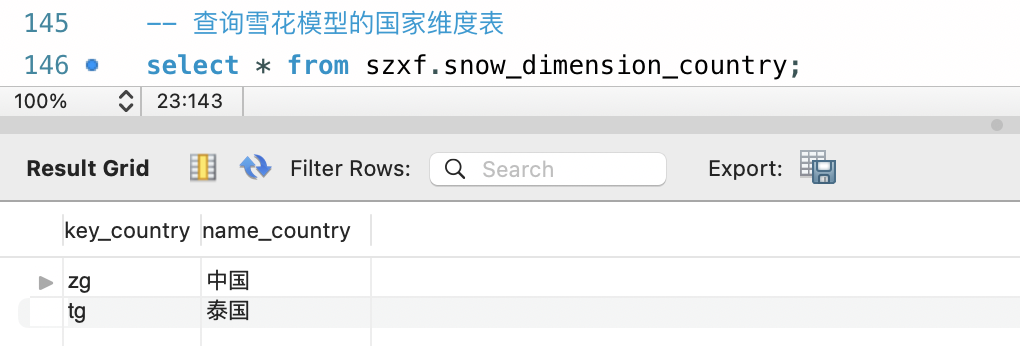 145 -- 查询雪花模型的国家维度表
146 select * from szxf.snow_dimension_country;
100% 23:143
Result Grid Filter Rows: Search Export:
key_country name_country
zg 中国
tg 泰国